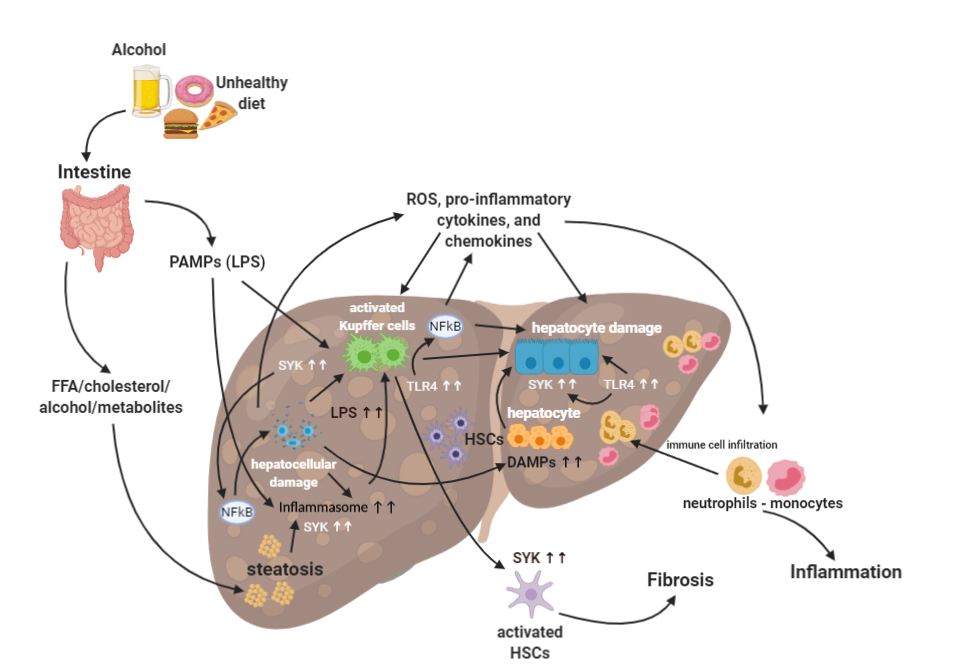 Alcohol
Unhealthy
diet
Intestine
PAMPs (LPS)
FFA/cholesterol/
alcohol/metabolites
ROS, pro-inflammatory
cytokines, and
chemokines
activated
Kupffer cells
NFkB
hepatocyte damage
SYK ↑↑
TLR4 ↑↑
SYK ↑↑
TLR4 ↑↑
LPS ↑↑
hepatocyte
HSCs
DAMPs ↑↑
immune cell infiltration
neutrophils - monocytes
hepatocellular
damage
Inflammasome ↑↑
NFkB
SYK ↑↑
steatosis
SYK ↑↑
activated
HSCs
Fibrosis
Inflammation